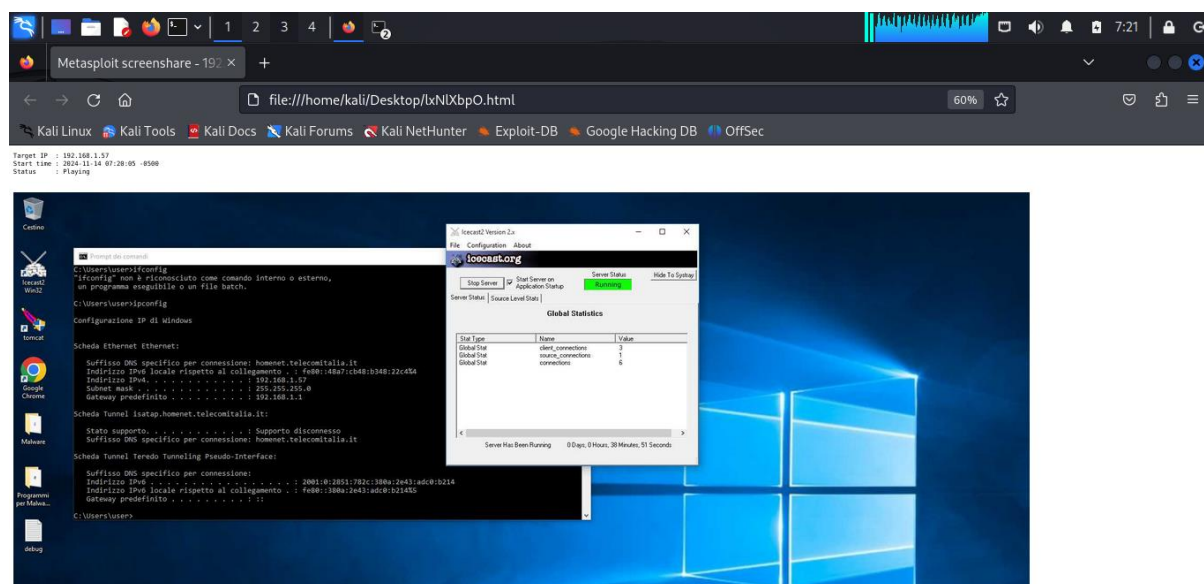 1 2 3 4
2
7:21
Metasploit screenshare - 192
file:///home/kali/Desktop/lxNlXbpO.html
60%
Kali Linux Kali Tools Kali Docs Kali Forums Kali NetHunter Exploit-DB Google Hacking DB OffSec
Target IP : 192.168.1.57
Start time : 2024-11-14 07:20:05 -0500
Status : Playing
Cestino
Icecast2 Win32
tomcat
Google Chrome
Malware
Programmi per Malwa...
debug
Prompt dei comandi
C:\Users\user>ifconfig
"ifconfig" non è riconosciuto come comando interno o esterno,
un programma eseguibile o un file batch.
C:\Users\user>ipconfig
Configurazione IP di Windows
Scheda Ethernet Ethernet:
Suffisso DNS specifico per connessione: homenet.telecomitalia.it
Indirizzo IPv6 locale rispetto al collegamento . : fe80::48a7:cb48:b348:22c4%4
Indirizzo IPv4. . . . . . . . . . . . : 192.168.1.57
Subnet mask . . . . . . . . . . . . . : 255.255.255.0
Gateway predefinito . . . . . . . . . : 192.168.1.1
Scheda Tunnel isatap.homenet.telecomitalia.it:
Stato supporto. . . . . . . . . . . . : Supporto disconnesso
Suffisso DNS specifico per connessione: homenet.telecomitalia.it
Scheda Tunnel Teredo Tunneling Pseudo-Interface:
Suffisso DNS specifico per connessione:
Indirizzo IPv6 . . . . . . . . . . . . . . . . . : 2001:0:2851:782c:380a:2e43:adc0:b214
Indirizzo IPv6 locale rispetto al collegamento . : fe80::380a:2e43:adc0:b214%5
Gateway predefinito . . . . . . . . . : ::
C:\Users\user>
Icecast2 Version 2.x
File Configuration About
icecast.org
Stop Server
Start Server on Application Startup
Server Status
Running
Hide To Systray
Server Status Source Level Stats
Global Statistics
Stat Type Name Value
Global Stat client_connections 3
Global Stat source_connections 1
Global Stat connections 6
Server Has Been Running 0 Days, 0 Hours, 38 Minutes, 51 Seconds